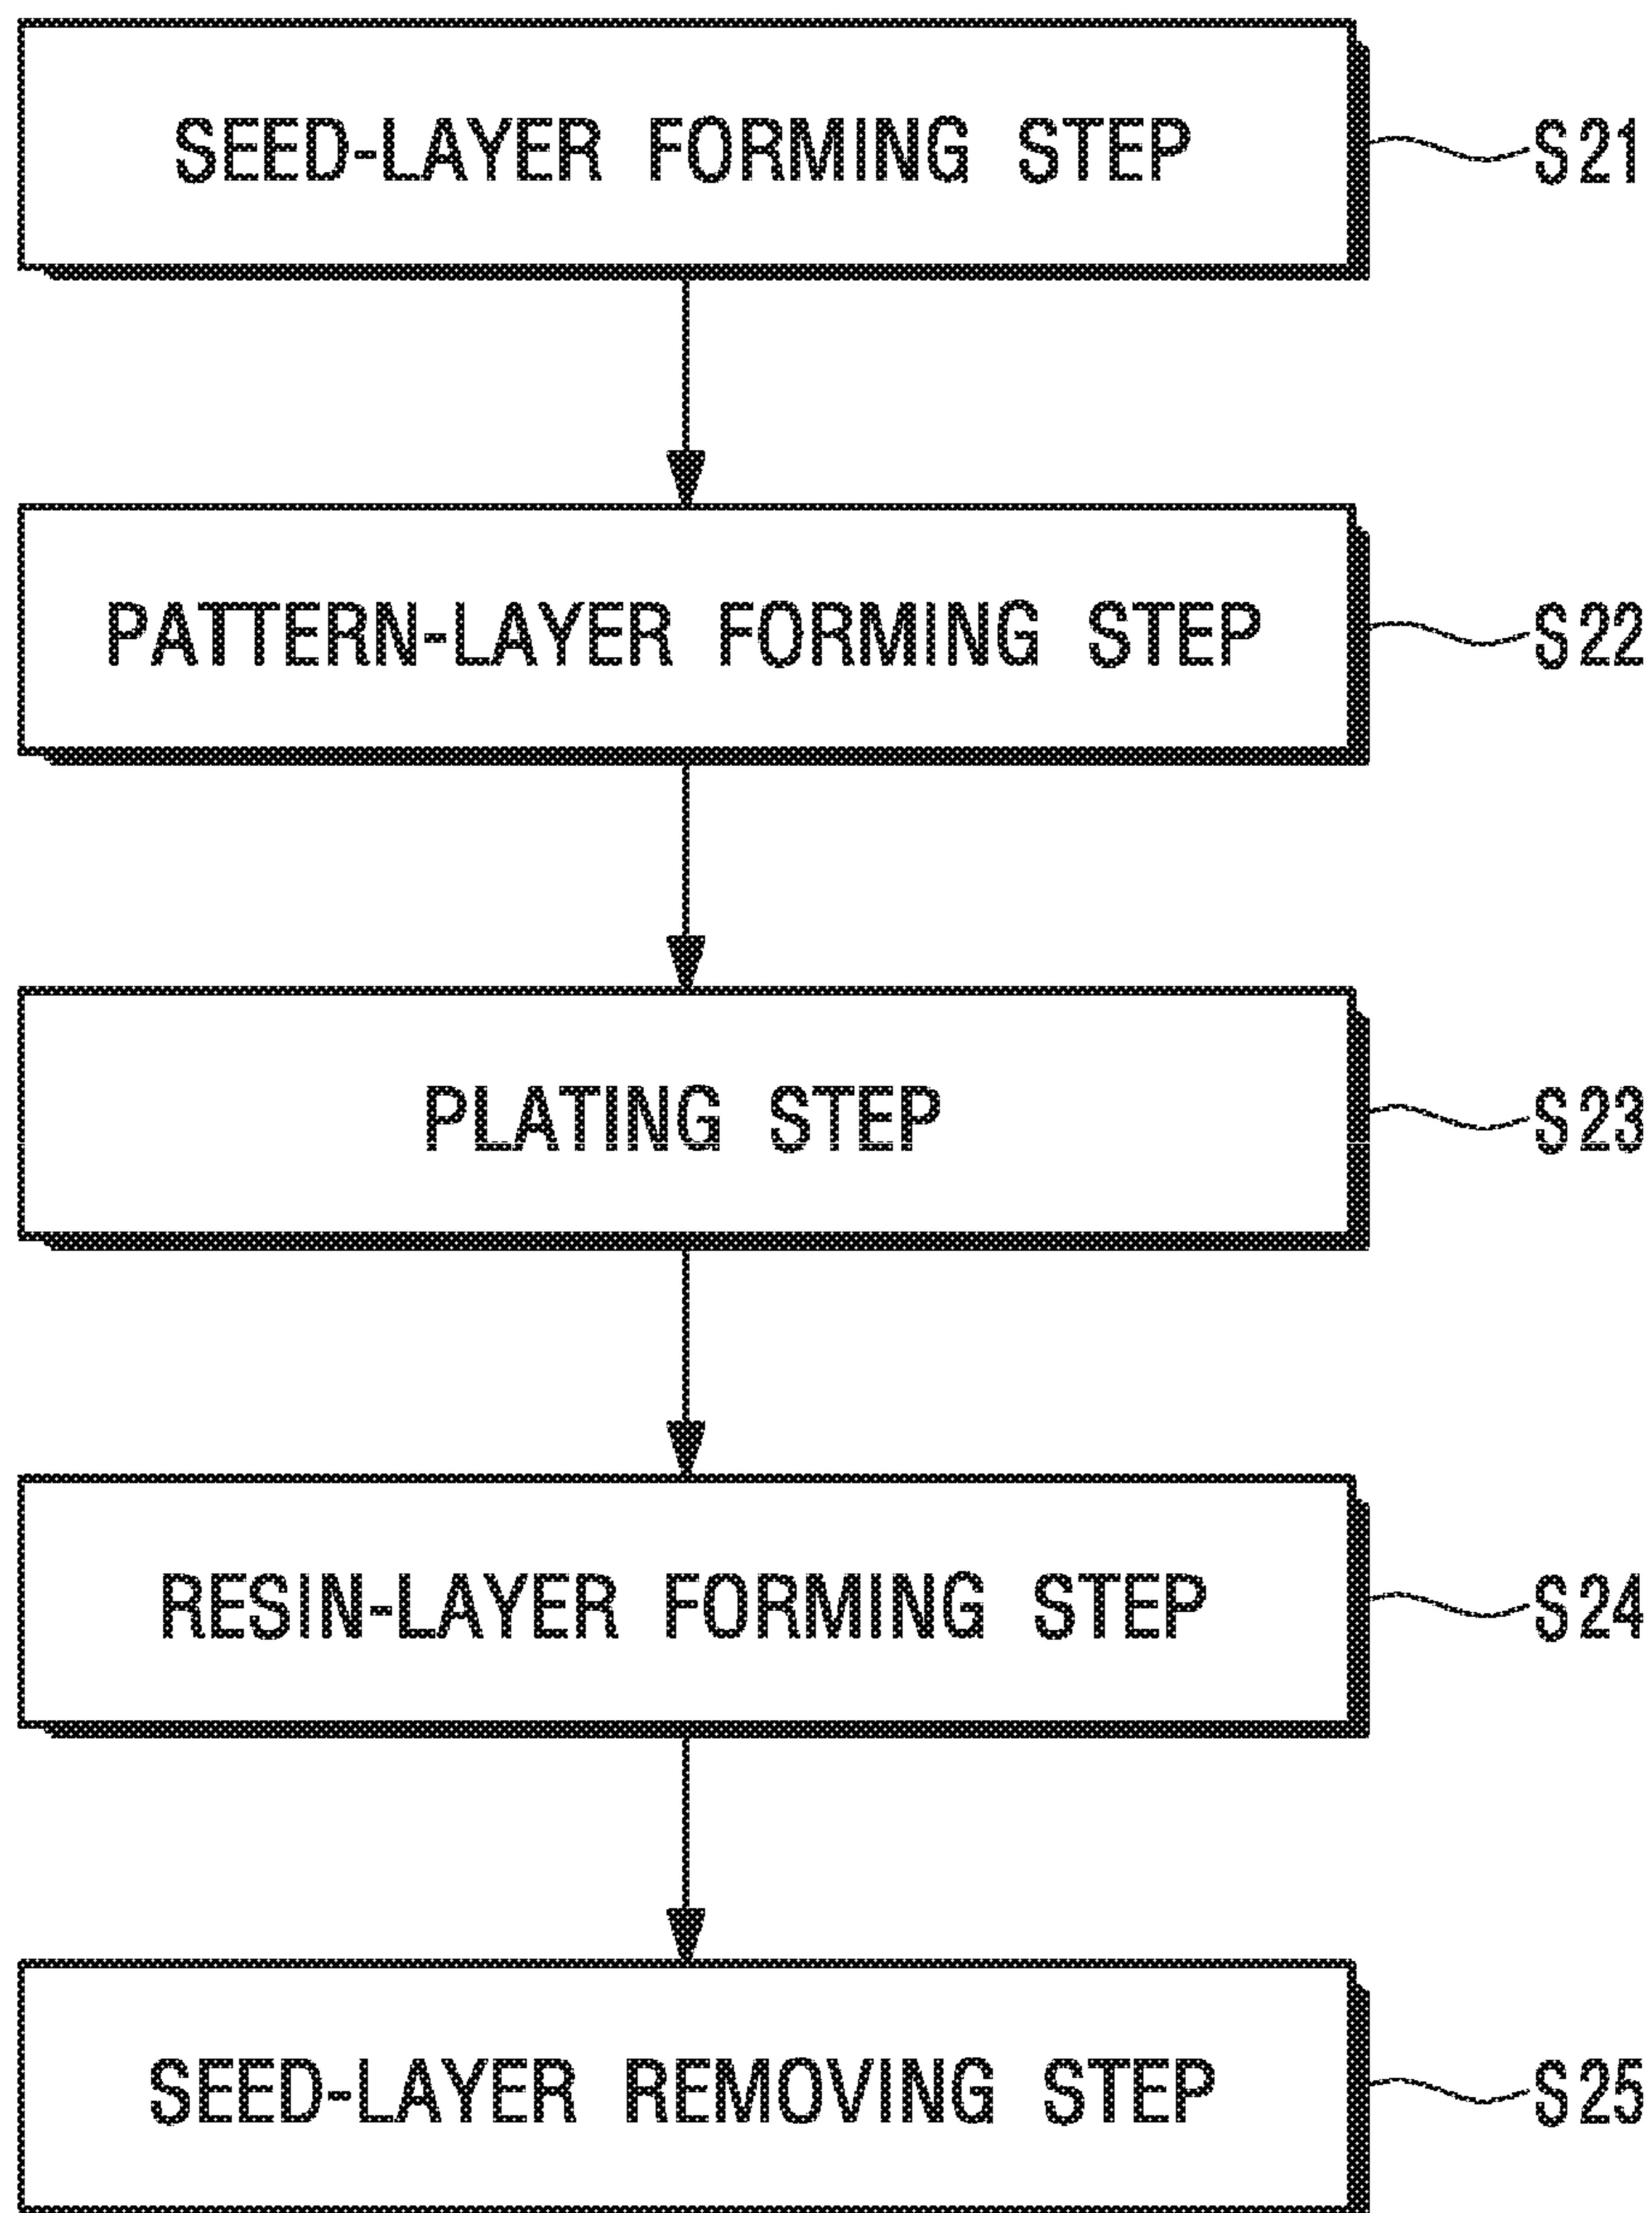 SEED-LAYER FORMING STEP S21
PATTERN-LAYER FORMING STEP S22
PLATING STEP S23
RESIN-LAYER FORMING STEP S24
SEED-LAYER REMOVING STEP S25